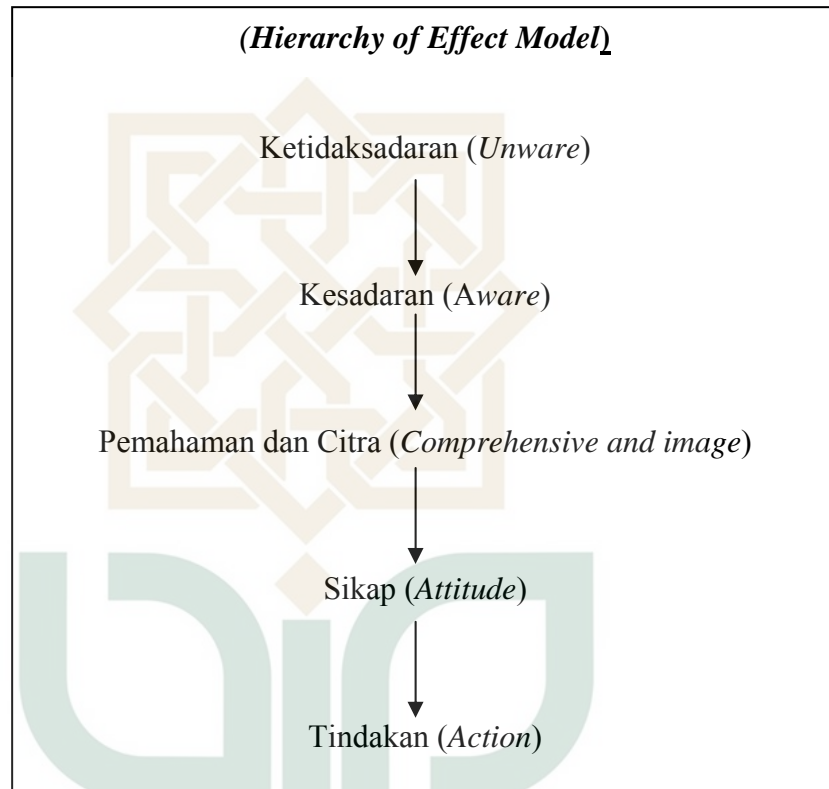 (Hierarchy of Effect Model)
Ketidaksadaran (Unware)
Kesadaran (Aware)
Pemahaman dan Citra (Comprehensive and image)
Sikap (Attitude)
Tindakan (Action)